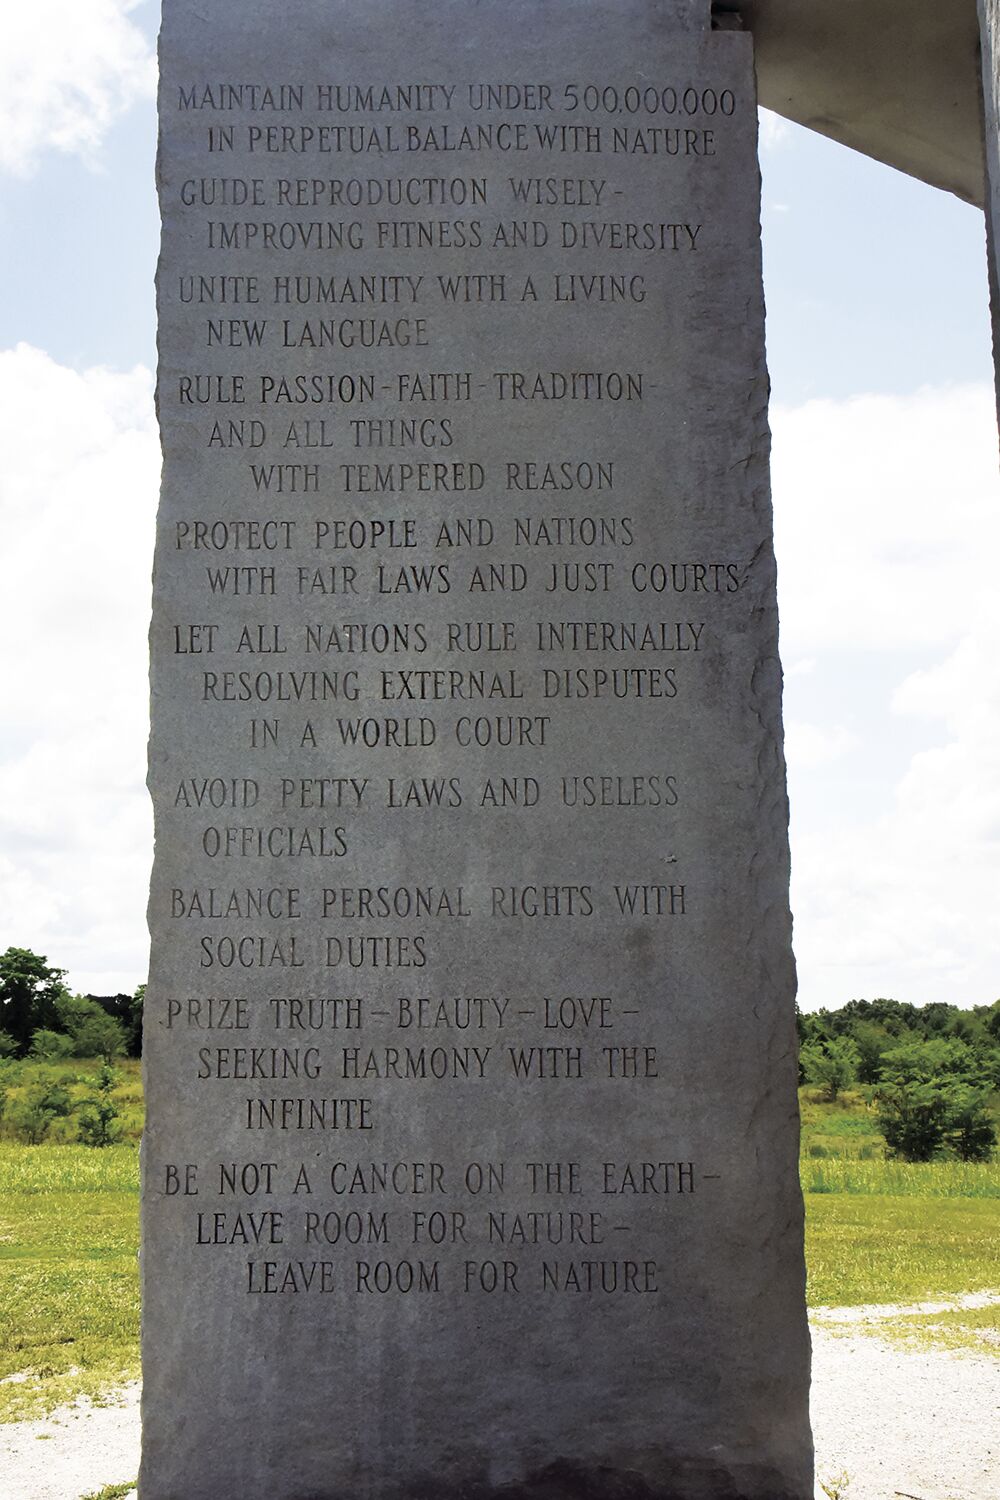 MAINTAIN HUMANITY UNDER 500,000,000
IN PERPETUAL BALANCE WITH NATURE
GUIDE REPRODUCTION WISELY-
IMPROVING FITNESS AND DIVERSITY
UNITE HUMANITY WITH A LIVING
NEW LANGUAGE
RULE PASSION-FAITH-TRADITION-
AND ALL THINGS
WITH TEMPERED REASON
PROTECT PEOPLE AND NATIONS
WITH FAIR LAWS AND JUST COURTS
LET ALL NATIONS RULE INTERNALLY
RESOLVING EXTERNAL DISPUTES
IN A WORLD COURT
AVOID PETTY LAWS AND USELESS
OFFICIALS
BALANCE PERSONAL RIGHTS WITH
SOCIAL DUTIES
PRIZE TRUTH-BEAUTY-LOVE-
SEEKING HARMONY WITH THE
INFINITE
BE NOT A CANCER ON THE EARTH-
LEAVE ROOM FOR NATURE-
LEAVE ROOM FOR NATURE